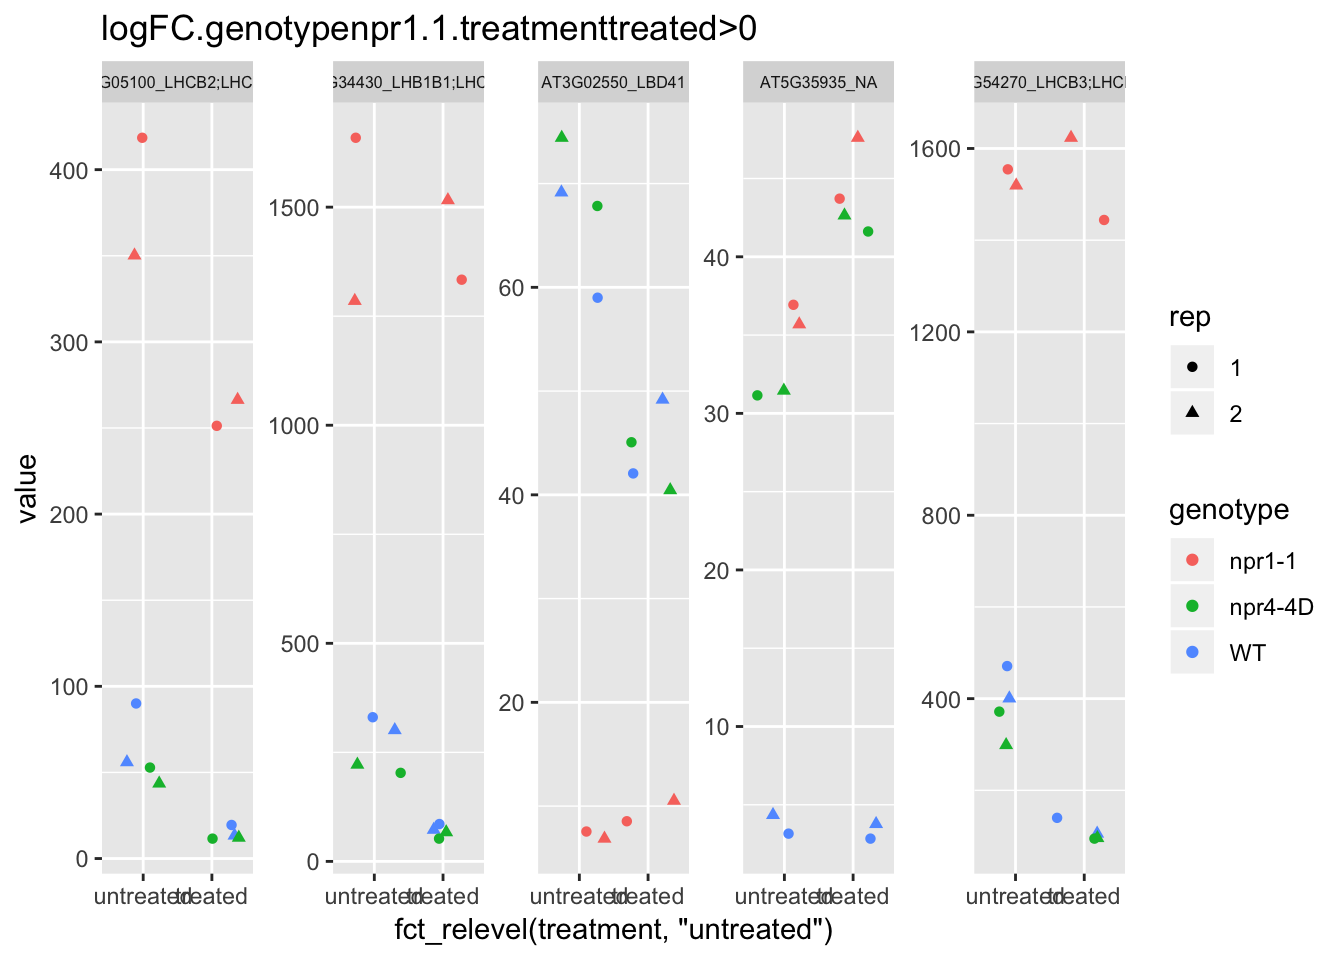 logFC.genotypenpr1.1.treatmenttreated>0
G05100_LHCB2;LHC
G34430_LHB1B1;LHC
AT3G02550_LBD41
AT5G35935_NA
G54270_LHCB3;LHC
400
300
200
100
0
1500
1000
500
0
60
40
20
40
30
20
10
1600
1200
800
400
value
untreated
treated
untreated
treated
untreated
treated
untreated
treated
untreated
treated
fct_relevel(treatment, "untreated")
rep
1
2
genotype
npr1-1
npr4-4D
WT